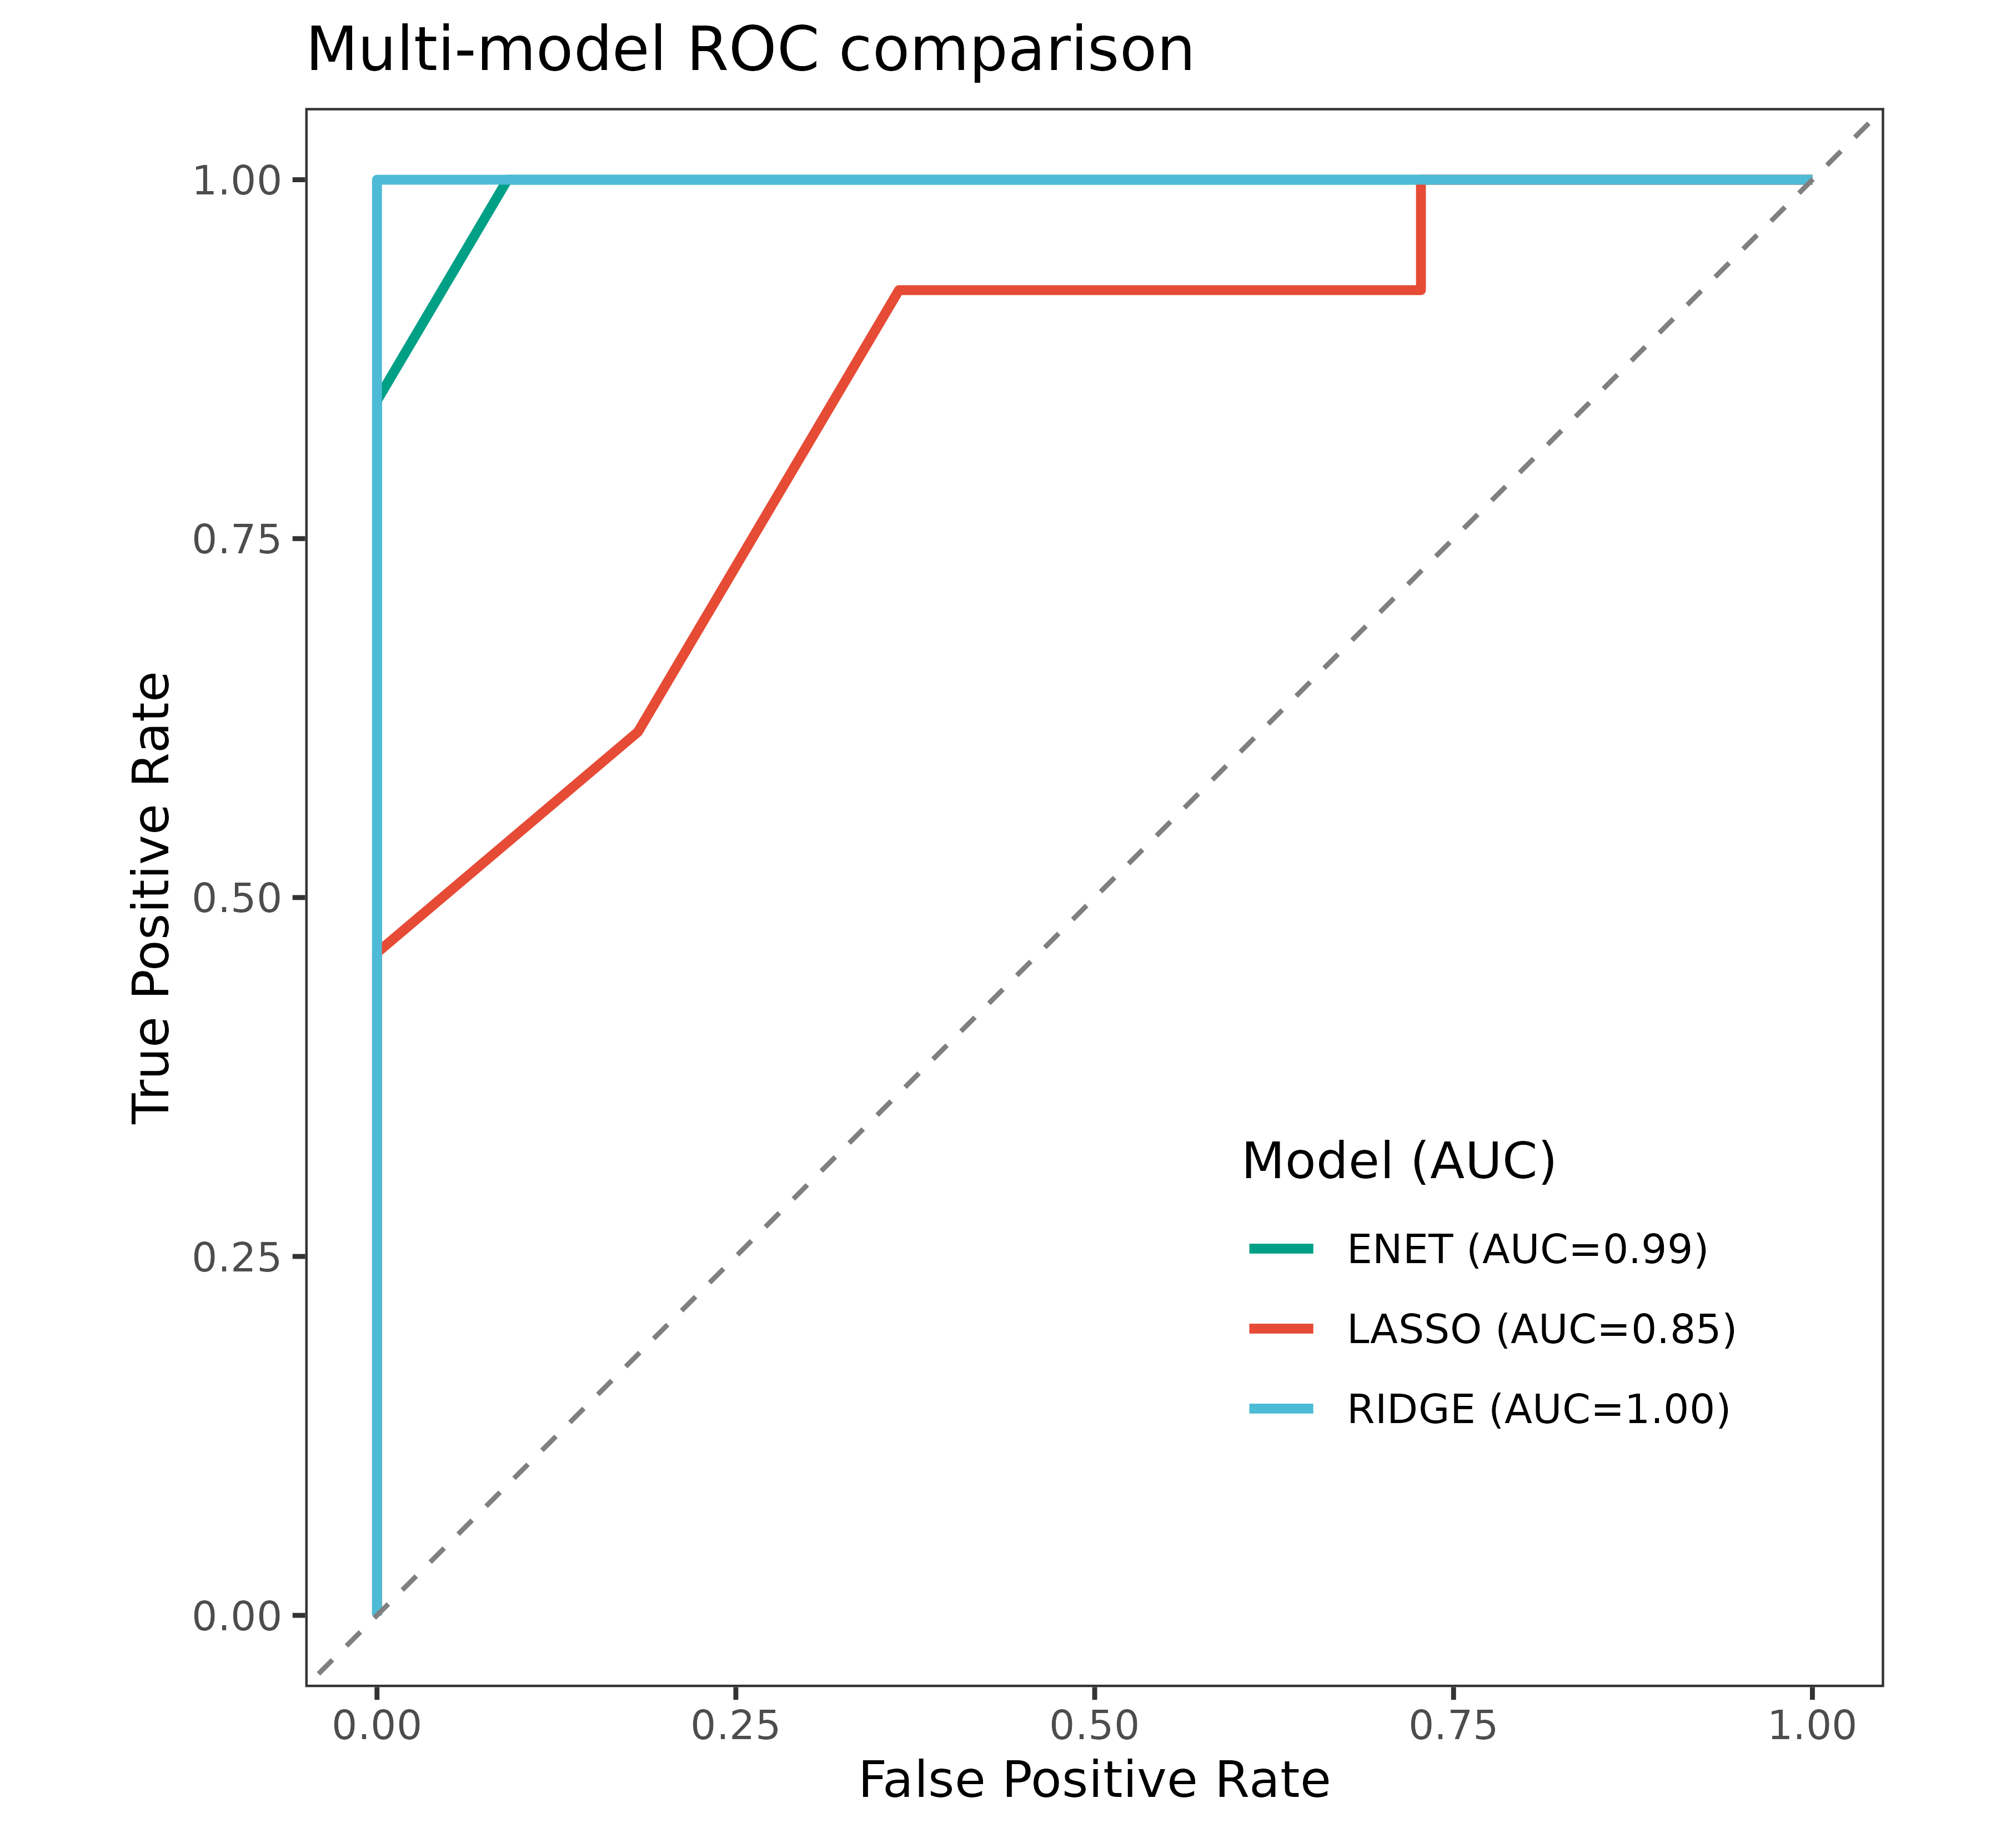 Multi-model ROC comparison
1.00
0.75
0.50
0.25
0.00
True Positive Rate
Model (AUC)
ENET (AUC=0.99)
LASSO (AUC=0.85)
RIDGE (AUC=1.00)
0.00 0.25 0.50 0.75 1.00
False Positive Rate